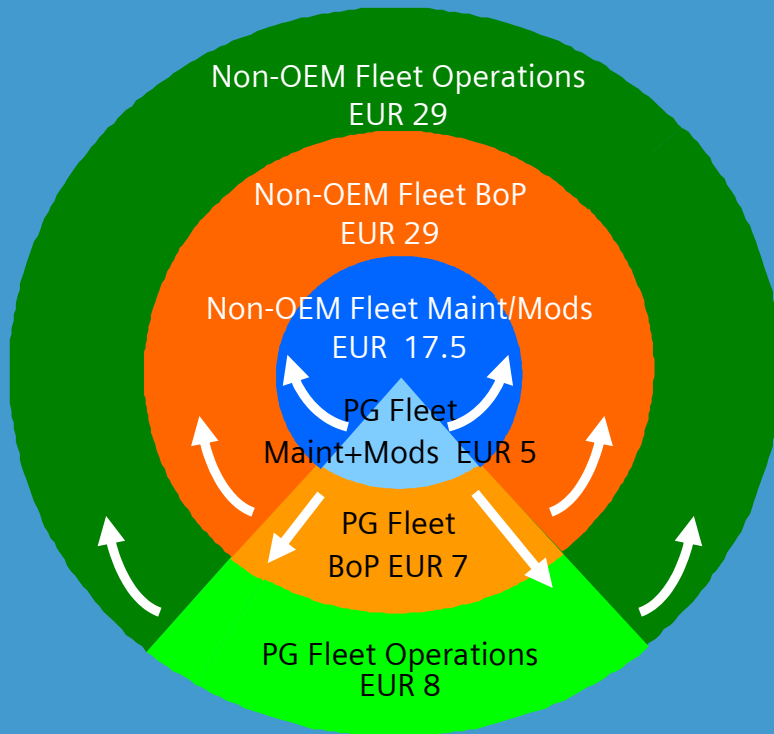 Non-OEM Fleet Operations
EUR 29
Non-OEM Fleet BoP
EUR 29
Non-OEM Fleet Maint/Mods
EUR  17.5
PG Fleet
Maint+Mods  EUR 5
PG Fleet
BoP EUR 7
PG Fleet Operations
EUR 8